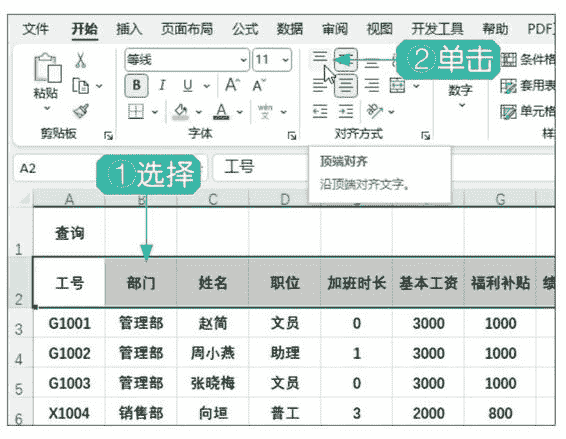 文件 开始 插入 页面布局 公式 数据 审阅 视图 开发工具 帮助 PDF
等线 11 ②单击 条件格
粘贴 B I U A A 数字 套用表
A wén 文 单元格
剪贴板 字体 对齐方式 样
A2 ①选择 工号
顶端对齐
沿顶端对齐文字。
A B C D G
1 查询
2 工号 部门 姓名 职位 加班时长 基本工资 福利补贴 绩
3 G1001 管理部 赵简 文员 0 3000 1000
4 G1002 管理部 周小燕 助理 1 3000 1000
5 G1003 管理部 张晓梅 文员 0 3000 1000
6 X1004 销售部 向垣 普工 3 2000 800